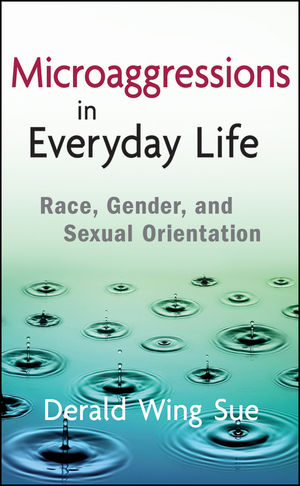 Microaggressions
in
Everyday Life
Race, Gender, and
Sexual Orientation
Derald Wing Sue